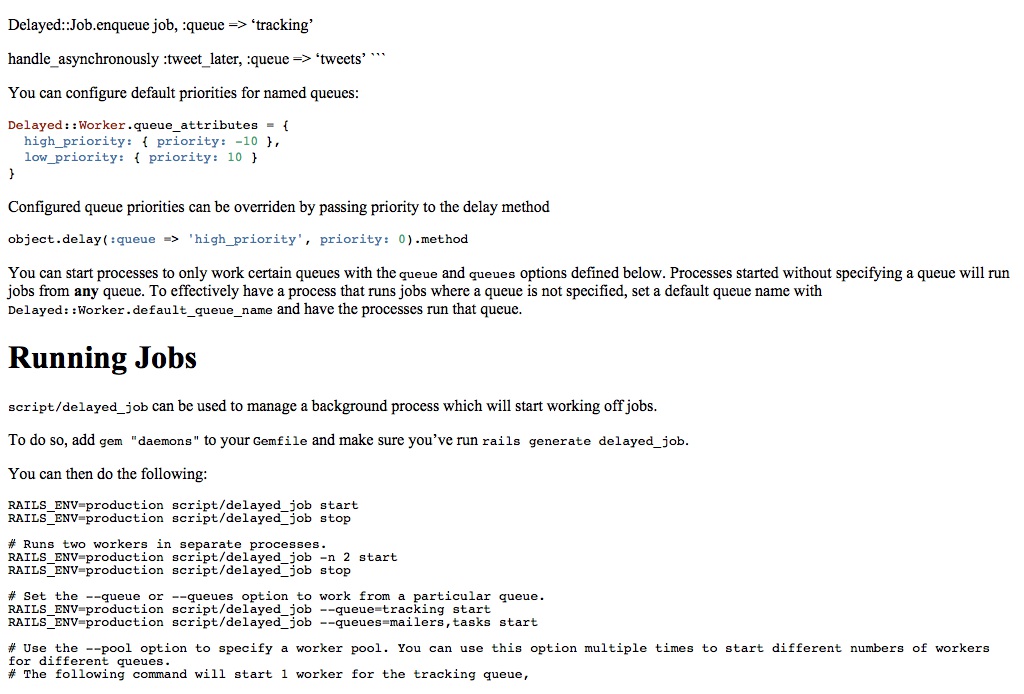 Delayed::Job.enqueue job, :queue => ‘tracking’
handle_asynchronously :tweet_later, :queue => ‘tweets’ ```
You can configure default priorities for named queues:
Delayed::Worker.queue_attributes = {
  high_priority: { priority: -10 },
  low_priority: { priority: 10 }
}
Configured queue priorities can be overriden by passing priority to the delay method
object.delay(:queue => 'high_priority', priority: 0).method
You can start processes to only work certain queues with the queue and queues options defined below. Processes started without specifying a queue will run
jobs from any queue. To effectively have a process that runs jobs where a queue is not specified, set a default queue name with
Delayed::Worker.default_queue_name and have the processes run that queue.
Running Jobs
script/delayed_job can be used to manage a background process which will start working off jobs.
To do so, add gem "daemons" to your Gemfile and make sure you’ve run rails generate delayed_job.
You can then do the following:
RAILS_ENV=production script/delayed_job start
RAILS_ENV=production script/delayed_job stop
# Runs two workers in separate processes.
RAILS_ENV=production script/delayed_job -n 2 start
RAILS_ENV=production script/delayed_job stop
# Set the --queue or --queues option to work from a particular queue.
RAILS_ENV=production script/delayed_job --queue=tracking start
RAILS_ENV=production script/delayed_job --queues=mailers,tasks start
# Use the --pool option to specify a worker pool. You can use this option multiple times to start different numbers of workers
for different queues.
# The following command will start 1 worker for the tracking queue,